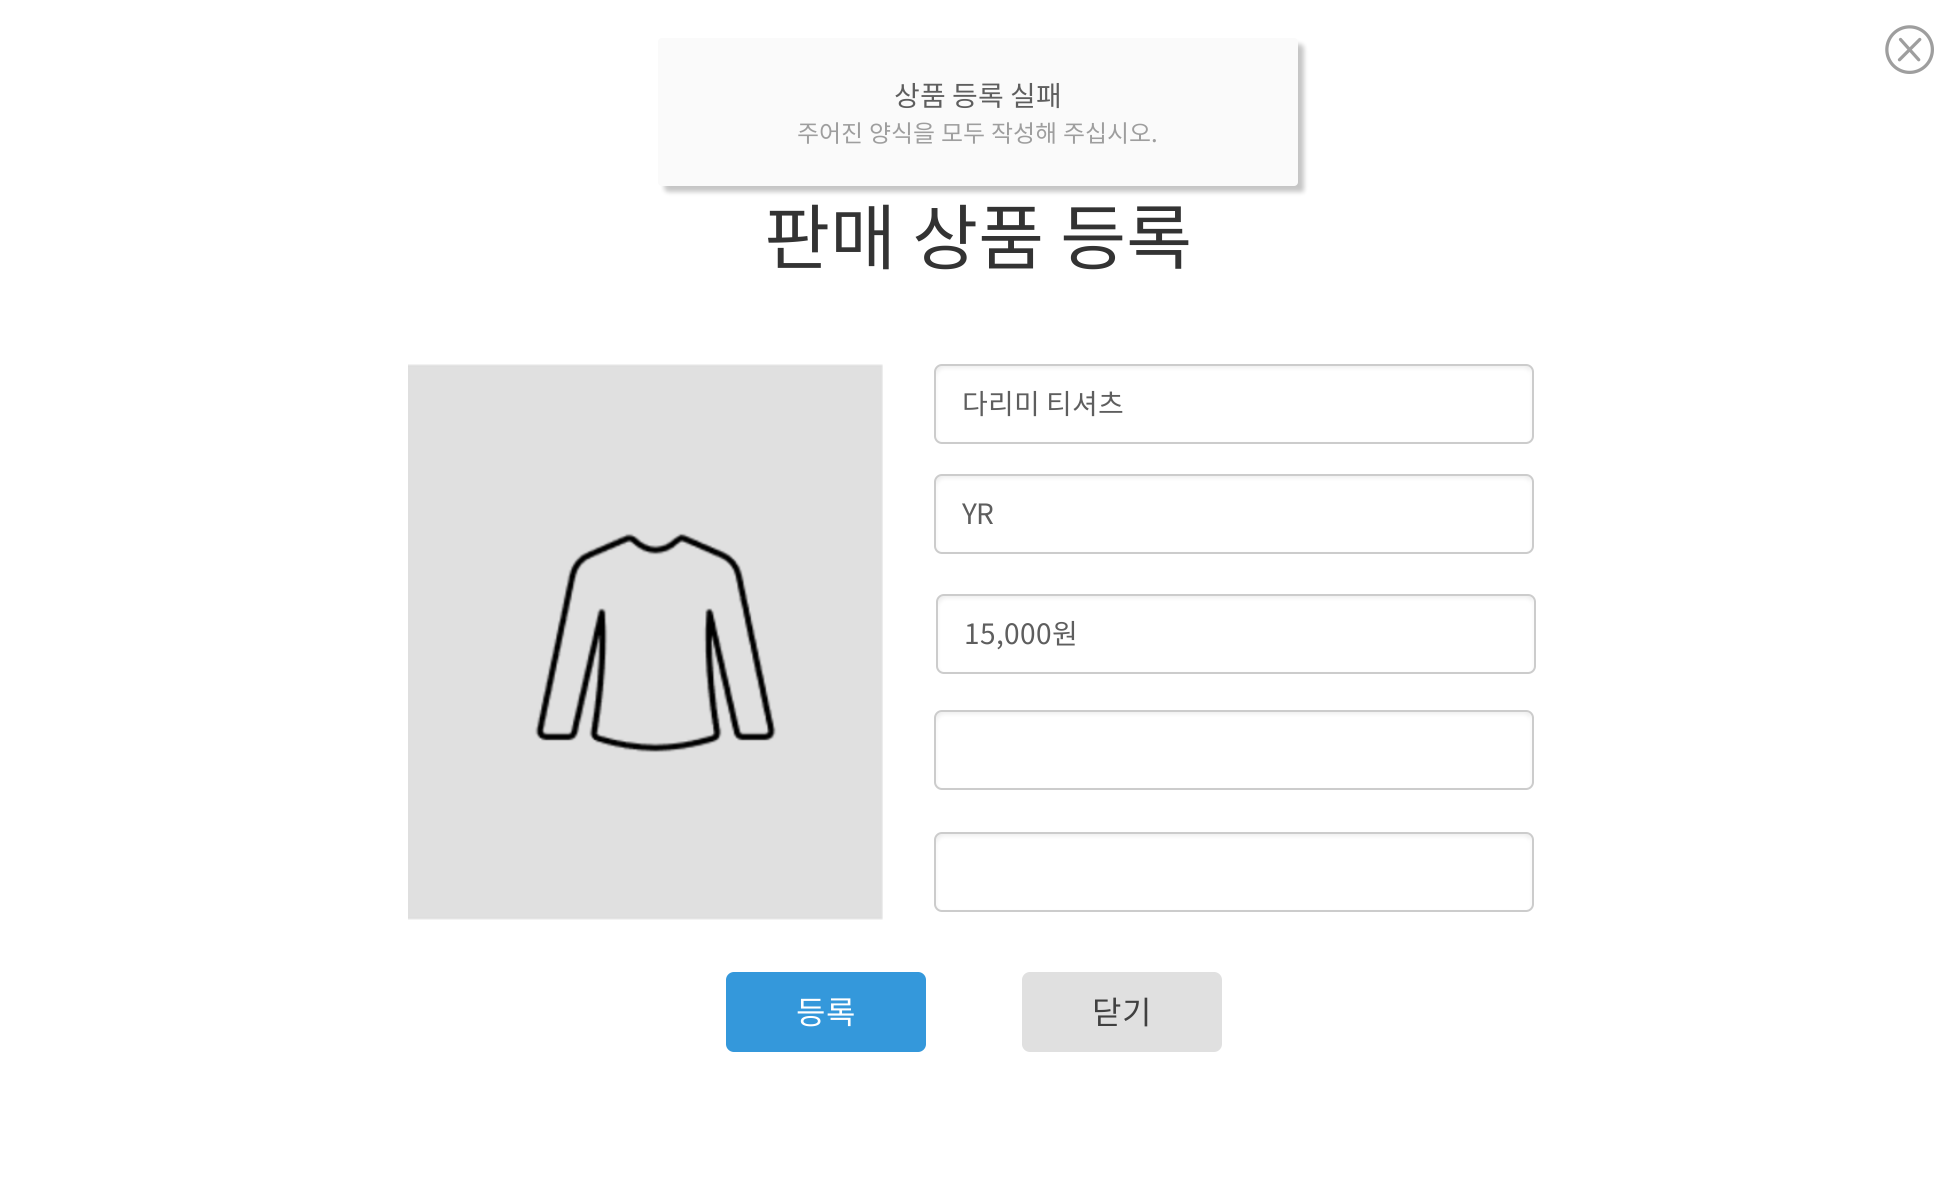 상품 등록 실패
주어진 양식을 모두 작성해 주십시오.
판매 상품 등록
다리미 티셔츠
YR
15,000원
등록
닫기